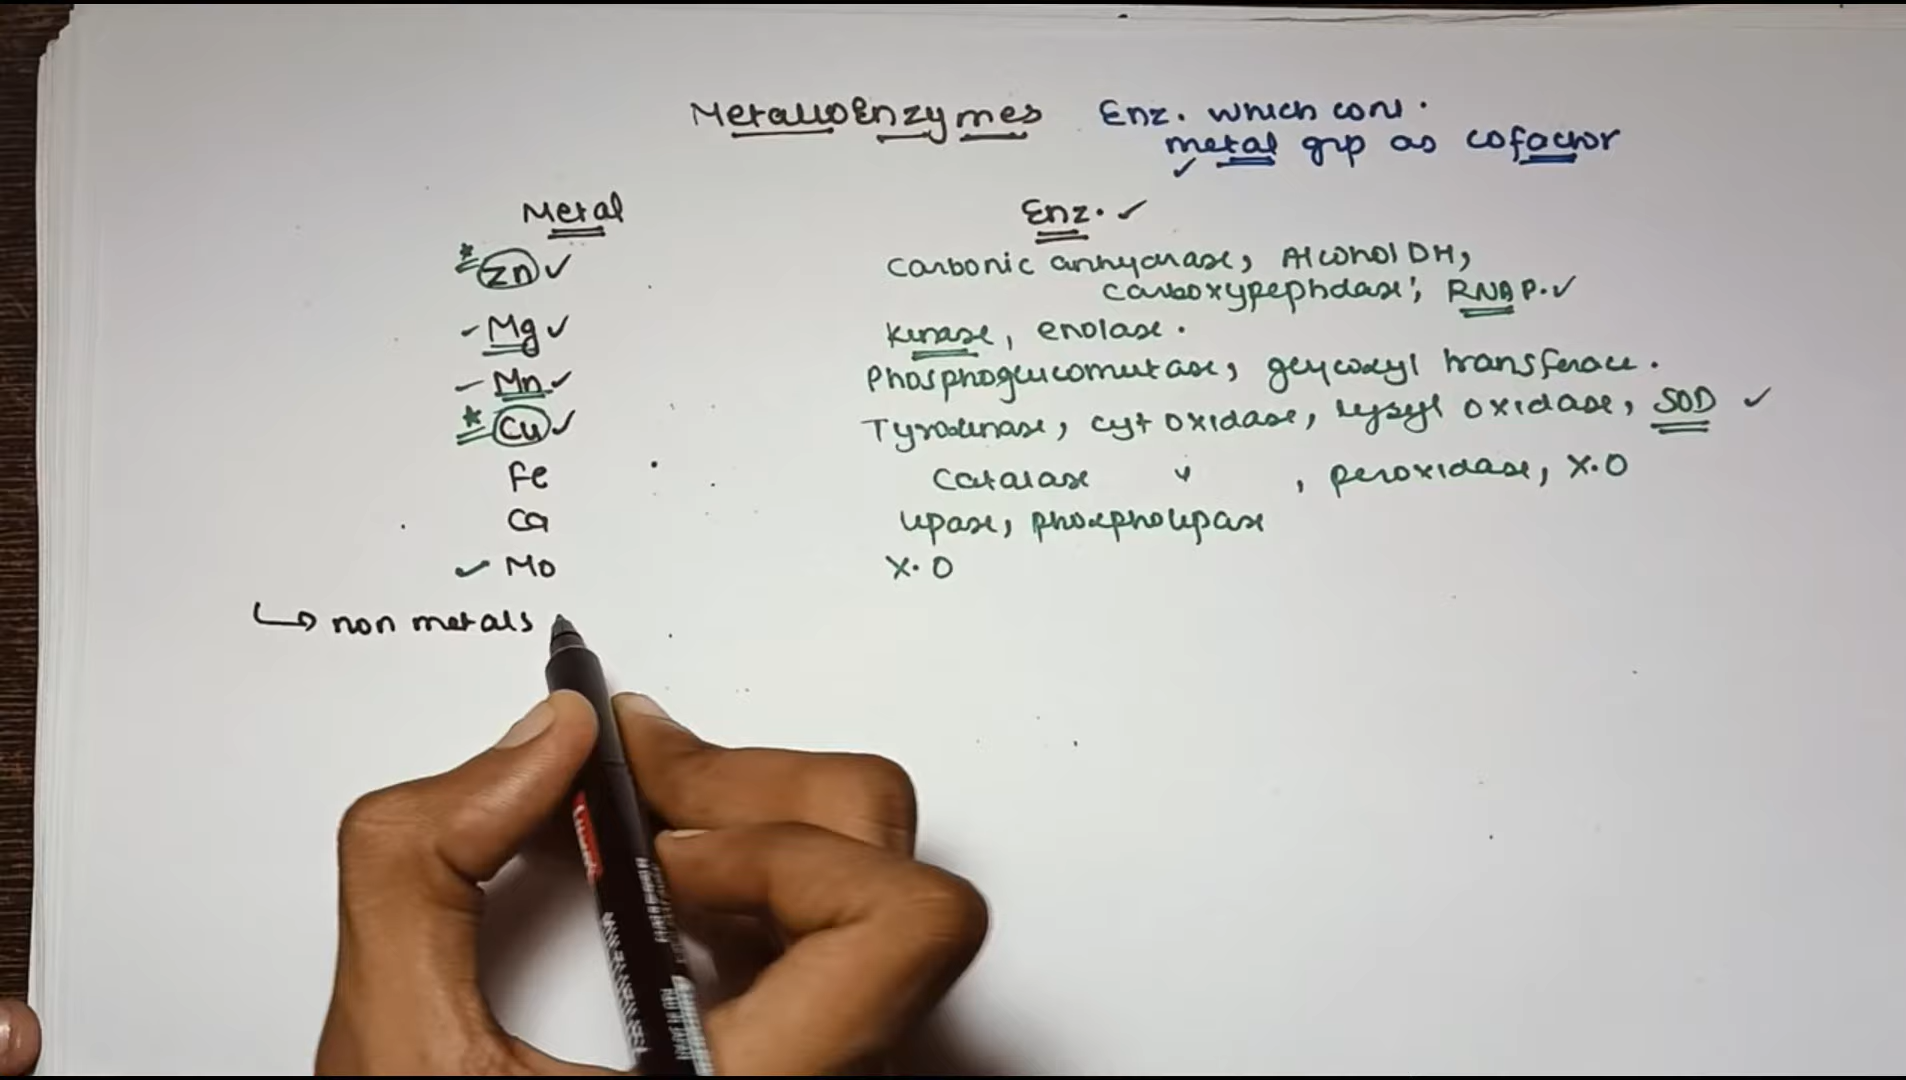 MetalloEnzymes Enz. which cont.
metal grp as cofactor
Metal Enz.
Zn Carbonic anhydrase, Alcohol DH,
carboxypeptidase, RNA P.
Mg Kinase, enolase.
Mn Phosphoglucomutase, glycosyl transferase.
Cu Tyrosinase, cyt oxidase, lysyl oxidase, SOD
Fe Catalase , peroxidase, X.O
Ca lipase, phospholipase
Mo X.O
non metals